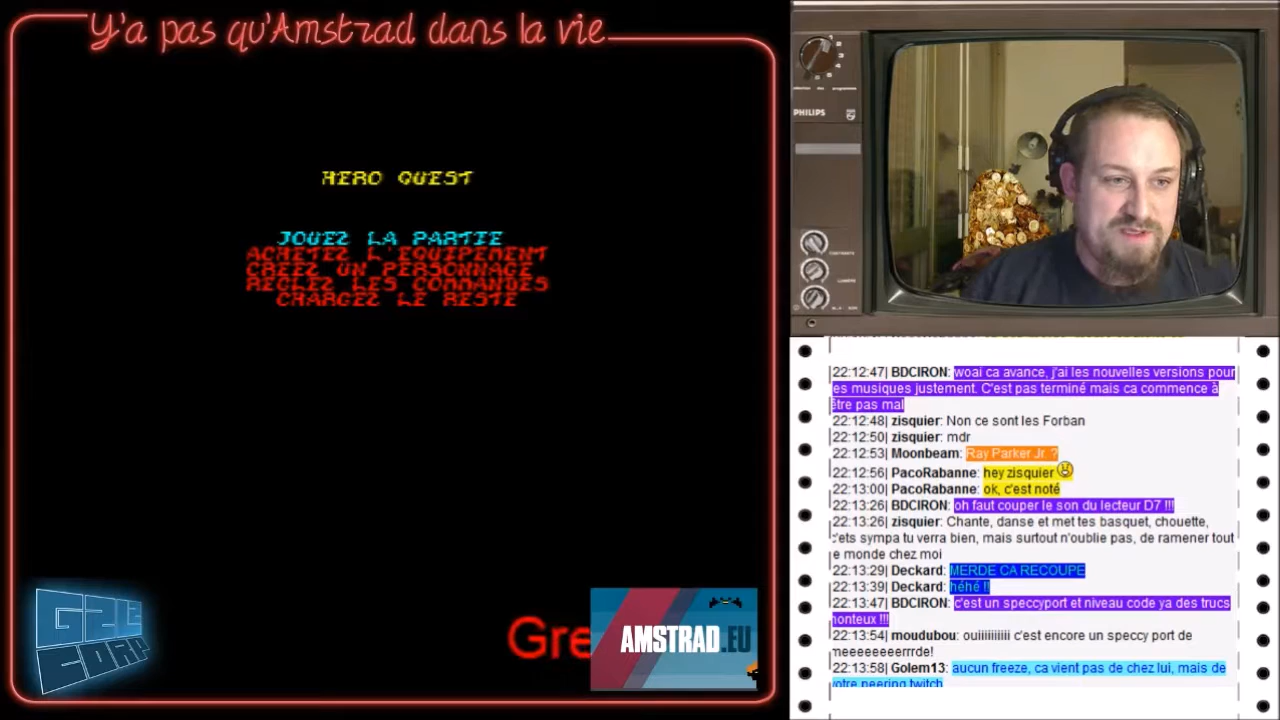 Y'a pas qu'Amstrad dans la vie
HERO QUEST
JOUEZ LA PARTIE
ACHETEZ L'EQUIPEMENT
CREEZ UN PERSONNAGE
REGLEZ LES COMMANDES
CHARGEZ LE RESTE
GZLB
CORP
Gre
AMSTRAD.EU
PHILIPS
22:12:47| BDCIRON: woai ca avance, j'ai les nouvelles versions pour
es musiques justement. C'est pas terminé mais ca commence à
être pas mal
22:12:48| zisquier: Non ce sont les Forban
22:12:50| zisquier: mdr
22:12:53| Moonbeam: Ray Parker Jr. ?
22:12:56| PacoRabanne: hey zisquier
22:13:00| PacoRabanne: ok, c'est noté
22:13:26| BDCIRON: oh faut couper le son du lecteur D7 !!!
22:13:26| zisquier: Chante, danse et met tes basquet, chouette,
c'ets sympa tu verra bien, mais surtout n'oublie pas, de ramener tout
e monde chez moi
22:13:29| Deckard: MERDE CA RECOUPE
22:13:39| Deckard: héhé !!
22:13:47| BDCIRON: c'est un speccyport et niveau code ya des trucs
honteux !!!
22:13:54| moudubou: ouiiiiiiiiii c'est encore un speccy port de
meeeeeeerrrde!
22:13:58| Golem13: aucun freeze, ca vient pas de chez lui, mais de
votre peering twitch